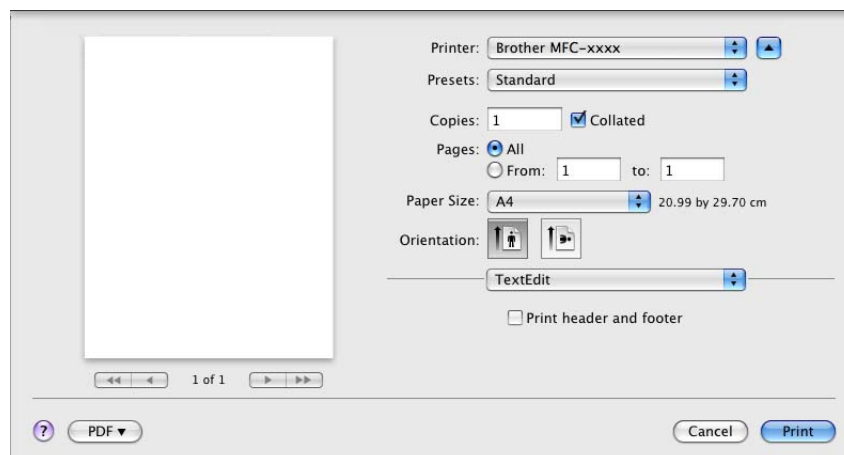 Printer: Brother MFC-xxxx
Presets: Standard
Copies: 1 Collated
Pages: All
From: 1 to: 1
Paper Size: A4 20.99 by 29.70 cm
Orientation:
TextEdit
Print header and footer
1 of 1
? PDF ▼ Cancel Print